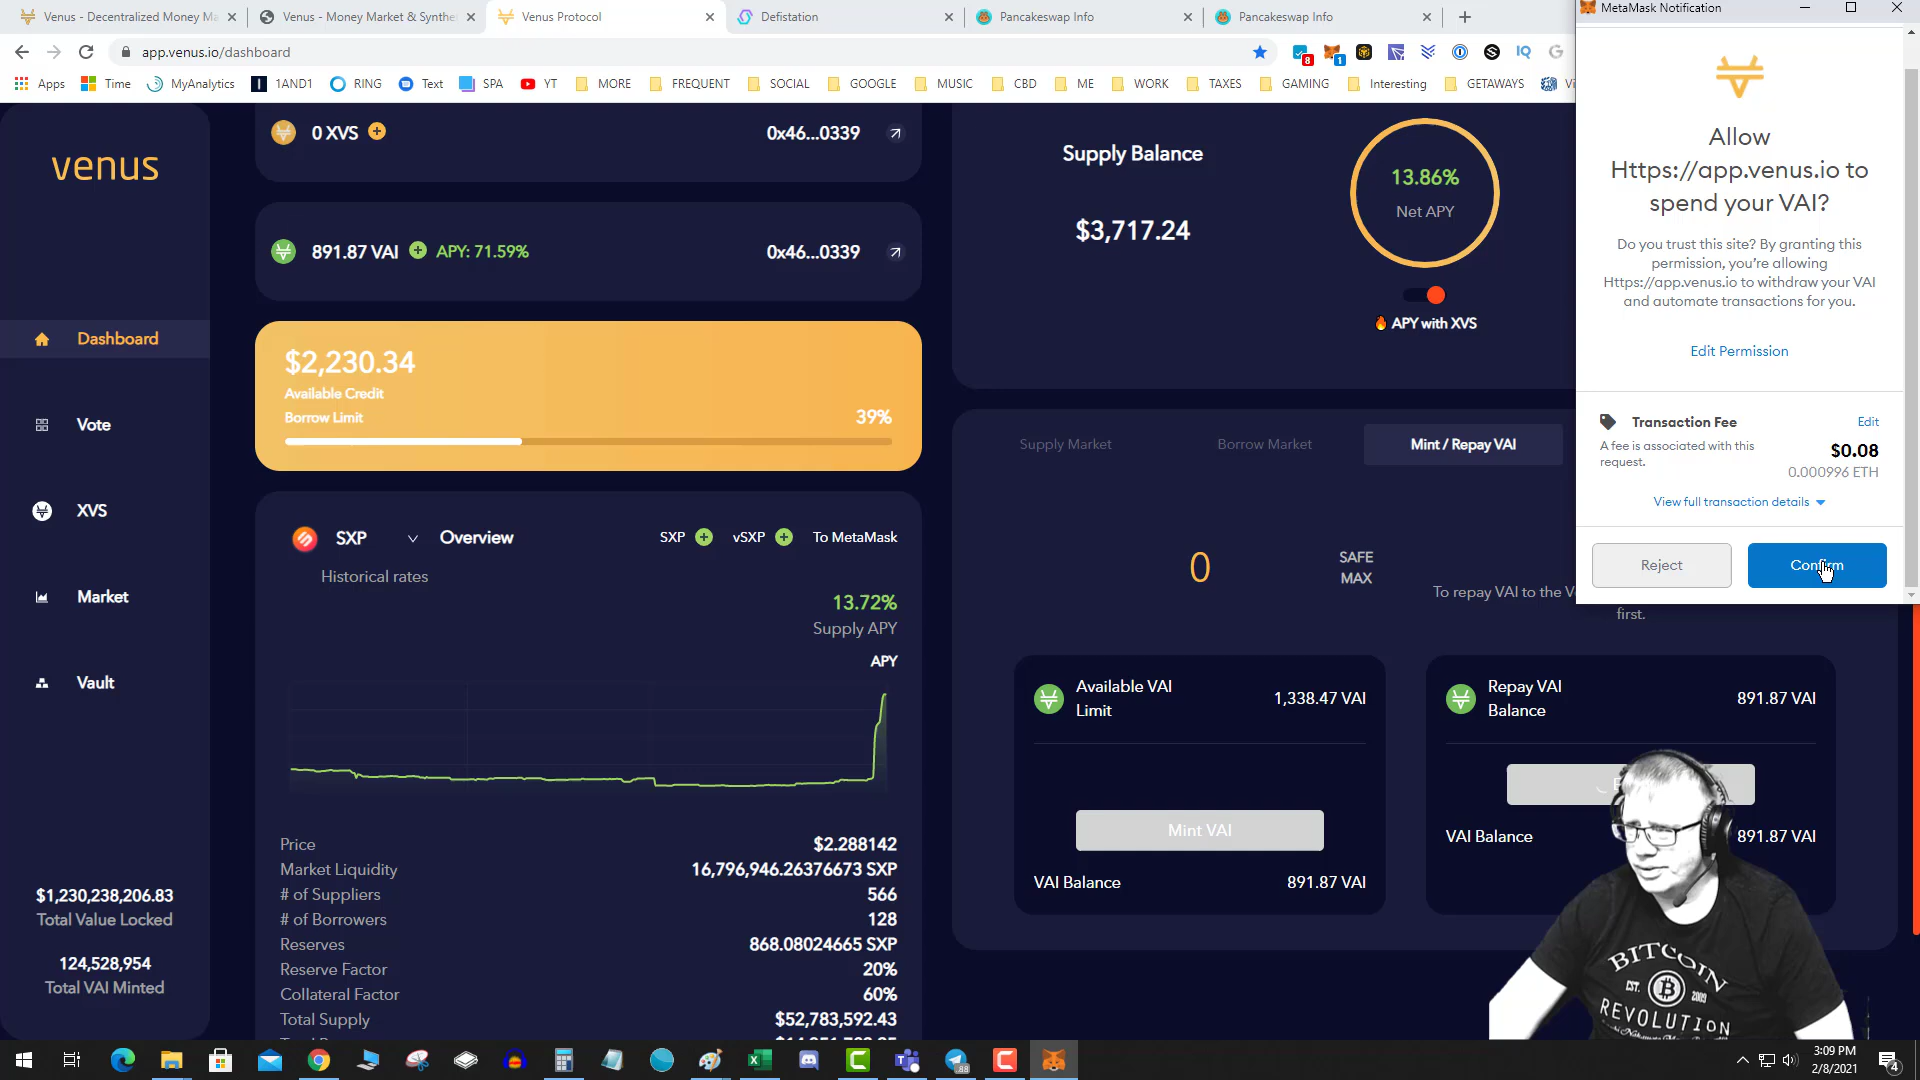 Venus - Decentralized Money Ma
Venus - Money Market & Synthe
Venus Protocol
Defistation
Pancakeswap Info
Pancakeswap Info
MetaMask Notification
app.venus.io/dashboard
8
1
IQ
Apps
Time
MyAnalytics
1AND1
RING
Text
SPA
YT
MORE
FREQUENT
SOCIAL
GOOGLE
MUSIC
CBD
ME
WORK
TAXES
GAMING
Interesting
GETAWAYS
venus
Dashboard
Vote
XVS
Market
Vault
$1,230,238,206.83
Total Value Locked
124,528,954
Total VAI Minted
0 XVS
0x46...0339
891.87 VAI
APY: 71.59%
0x46...0339
$2,230.34
Available Credit
Borrow Limit
39%
SXP
Overview
SXP
vSXP
To MetaMask
Historical rates
13.72%
Supply APY
APY
Price
$2.288142
Market Liquidity
16,796,946.26376673 SXP
# of Suppliers
566
# of Borrowers
128
Reserves
868.08024665 SXP
Reserve Factor
20%
Collateral Factor
60%
Total Supply
$52,783,592.43
Supply Balance
$3,717.24
13.86%
Net APY
APY with XVS
Supply Market
Borrow Market
Mint / Repay VAI
0
SAFE
MAX
To repay VAI to the V
first.
Available VAI
Limit
1,338.47 VAI
Mint VAI
VAI Balance
891.87 VAI
Repay VAI
Balance
891.87 VAI
VAI Balance
891.87 VAI
Allow
Https://app.venus.io to
spend your VAI?
Do you trust this site? By granting this
permission, you're allowing
Https://app.venus.io to withdraw your VAI
and automate transactions for you.
Edit Permission
Transaction Fee
Edit
A fee is associated with this
request.
$0.08
0.000996 ETH
View full transaction details
Reject
Confirm
BITCOIN
EST.
2009
REVOLUTION
3:09 PM
2/8/2021
88
4